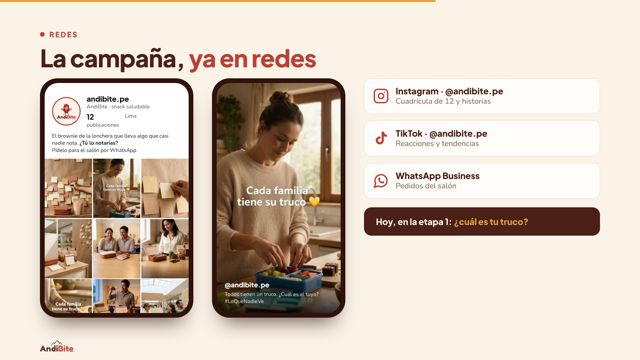 REDES
La campaña, ya en redes
AndiBite
andibite.pe
AndiBite · snack saludable
12
publicaciones
Lima
El brownie de la lonchera que lleva algo que casi
nadie nota. ¿Tú lo notarías?
Pídelo para el salón por WhatsApp
Cada familia
tiene su truco
Cada familia
tiene su truco
Cada familia
tiene su truco 💛
@andibite.pe
Todos tienen un truco. ¿Cuál es el tuyo?
#LoQueNadieVe
Instagram · @andibite.pe
Cuadrícula de 12 y historias
TikTok · @andibite.pe
Reacciones y tendencias
WhatsApp Business
Pedidos del salón
Hoy, en la etapa 1: ¿cuál es tu truco?
AndiBite